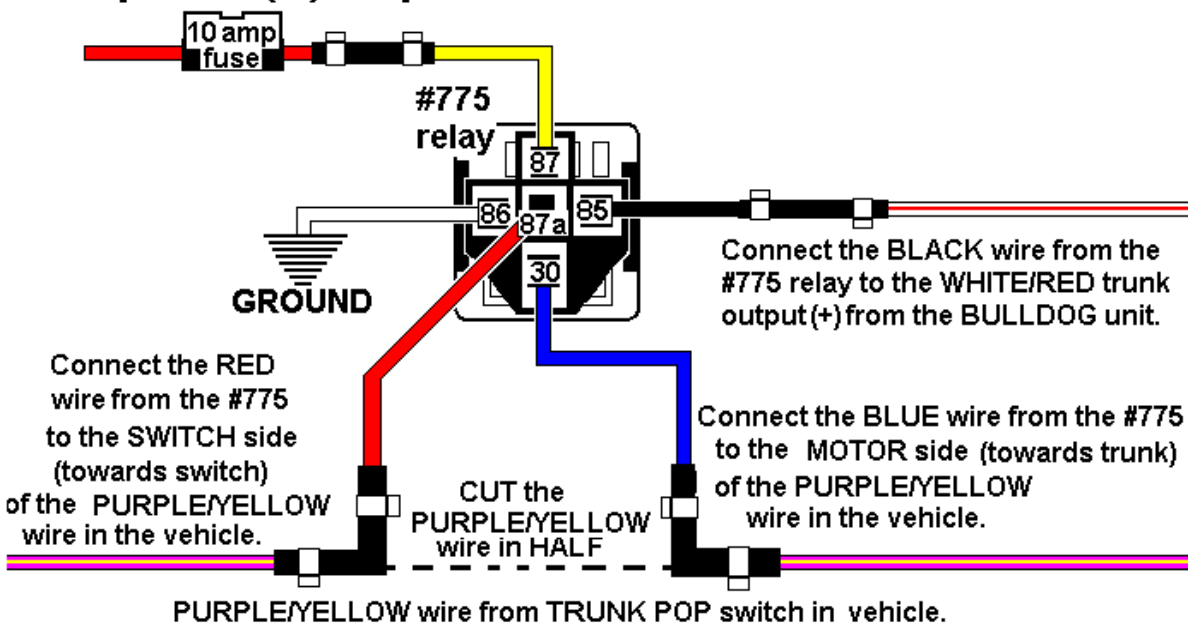 10 amp
fuse
#775
relay
87
86
87a
85
30
GROUND
Connect the BLACK wire from the
#775 relay to the WHITE/RED trunk
output(+)from the BULLDOG unit.
Connect the RED
wire from the #775
to the SWITCH side
(towards switch)
of the PURPLE/YELLOW
wire in the vehicle.
Connect the BLUE wire from the #775
to the MOTOR side (towards trunk)
of the PURPLE/YELLOW
wire in the vehicle.
CUT the
PURPLE/YELLOW
wire in HALF
PURPLE/YELLOW wire from TRUNK POP switch in vehicle.